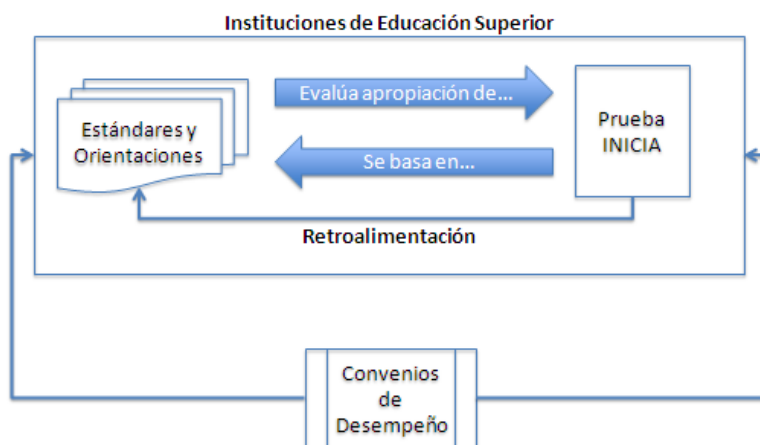 Instituciones de Educación Superior
Estándares y
Orientaciones
Evalúa apropiación de...
Se basa en...
Prueba
INICIA
Retroalimentación
Convenios
de
Desempeño